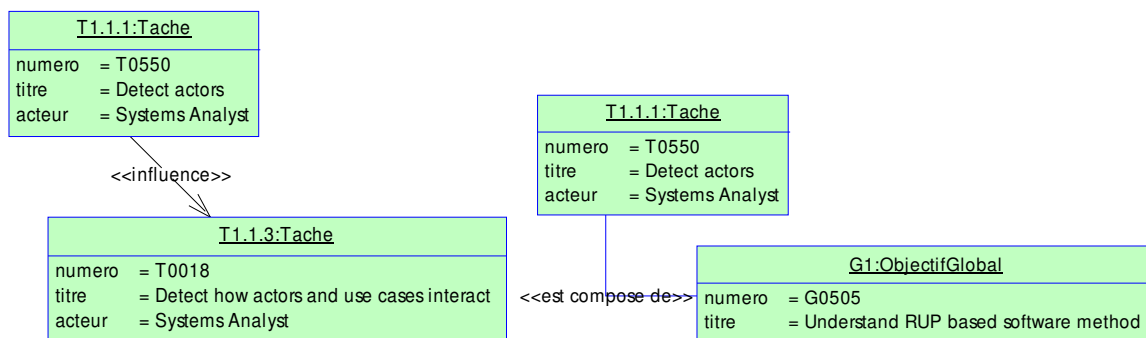 T1.1.1:Tache
numero = T0550
titre = Detect actors
acteur = Systems Analyst
<<influence>>
T1.1.3:Tache
numero = T0018
titre = Detect how actors and use cases interact
acteur = Systems Analyst
T1.1.1:Tache
numero = T0550
titre = Detect actors
acteur = Systems Analyst
<<est compose de>>
G1:ObjectifGlobal
numero = G0505
titre = Understand RUP based software method